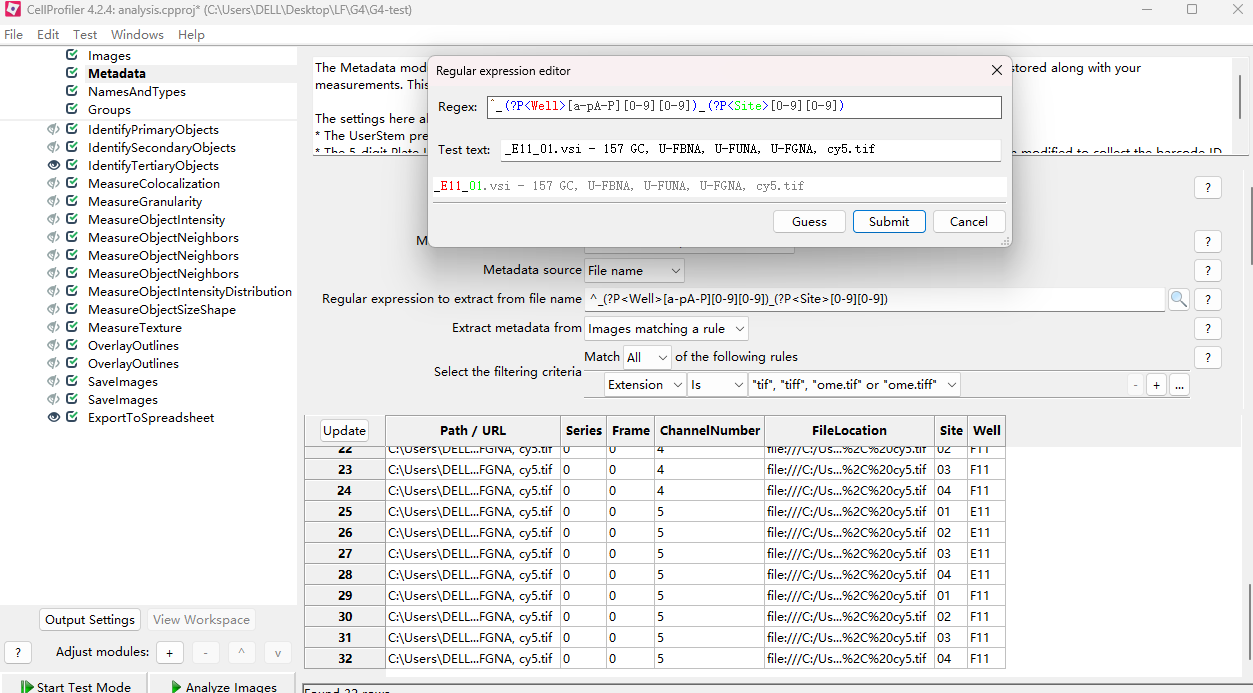 CellProfiler 4.2.4: analysis.cpproj* (C:\Users\DELL\Desktop\LF\G4\G4-test)
File Edit Test Windows Help
Images
Metadata
NamesAndTypes
Groups
IdentifyPrimaryObjects
IdentifySecondaryObjects
IdentifyTertiaryObjects
MeasureColocalization
MeasureGranularity
MeasureObjectIntensity
MeasureObjectNeighbors
MeasureObjectNeighbors
MeasureObjectNeighbors
MeasureObjectIntensityDistribution
MeasureObjectSizeShape
MeasureTexture
OverlayOutlines
OverlayOutlines
SaveImages
SaveImages
ExportToSpreadsheet
Output Settings View Workspace
? Adjust modules: + - ^ v
Start Test Mode Analyze Images
The Metadata mod
stored along with your
measurements. This
The settings here al
* The UserStem pre
modified to collect the barcode ID
Regular expression editor
Regex: ^_(?P<Well>[a-pA-P][0-9][0-9])_(?P<Site>[0-9][0-9])
Test text: _E11_01.vsi - 157 GC, U-FBNA, U-FUNA, U-FGNA, cy5.tif
_E11_01.vsi - 157 GC, U-FBNA, U-FUNA, U-FGNA, cy5.tif
Guess Submit Cancel
?
M
?
Metadata source File name ?
Regular expression to extract from file name ^_(?P<Well>[a-pA-P][0-9][0-9])_(?P<Site>[0-9][0-9]) ?
Extract metadata from Images matching a rule ?
Match All of the following rules ?
Select the filtering criteria
Extension Is "tif", "tiff", "ome.tif" or "ome.tiff" - + ...
Update Path / URL Series Frame ChannelNumber FileLocation Site Well
22 C:\Users\DELL...FGNA, cy5.tif 0 0 4 file:///C:/Us...%2C%20cy5.tif 02 F11
23 C:\Users\DELL...FGNA, cy5.tif 0 0 4 file:///C:/Us...%2C%20cy5.tif 03 F11
24 C:\Users\DELL...FGNA, cy5.tif 0 0 4 file:///C:/Us...%2C%20cy5.tif 04 F11
25 C:\Users\DELL...FGNA, cy5.tif 0 0 5 file:///C:/Us...%2C%20cy5.tif 01 E11
26 C:\Users\DELL...FGNA, cy5.tif 0 0 5 file:///C:/Us...%2C%20cy5.tif 02 E11
27 C:\Users\DELL...FGNA, cy5.tif 0 0 5 file:///C:/Us...%2C%20cy5.tif 03 E11
28 C:\Users\DELL...FGNA, cy5.tif 0 0 5 file:///C:/Us...%2C%20cy5.tif 04 E11
29 C:\Users\DELL...FGNA, cy5.tif 0 0 5 file:///C:/Us...%2C%20cy5.tif 01 F11
30 C:\Users\DELL...FGNA, cy5.tif 0 0 5 file:///C:/Us...%2C%20cy5.tif 02 F11
31 C:\Users\DELL...FGNA, cy5.tif 0 0 5 file:///C:/Us...%2C%20cy5.tif 03 F11
32 C:\Users\DELL...FGNA, cy5.tif 0 0 5 file:///C:/Us...%2C%20cy5.tif 04 F11
Found 32 rows